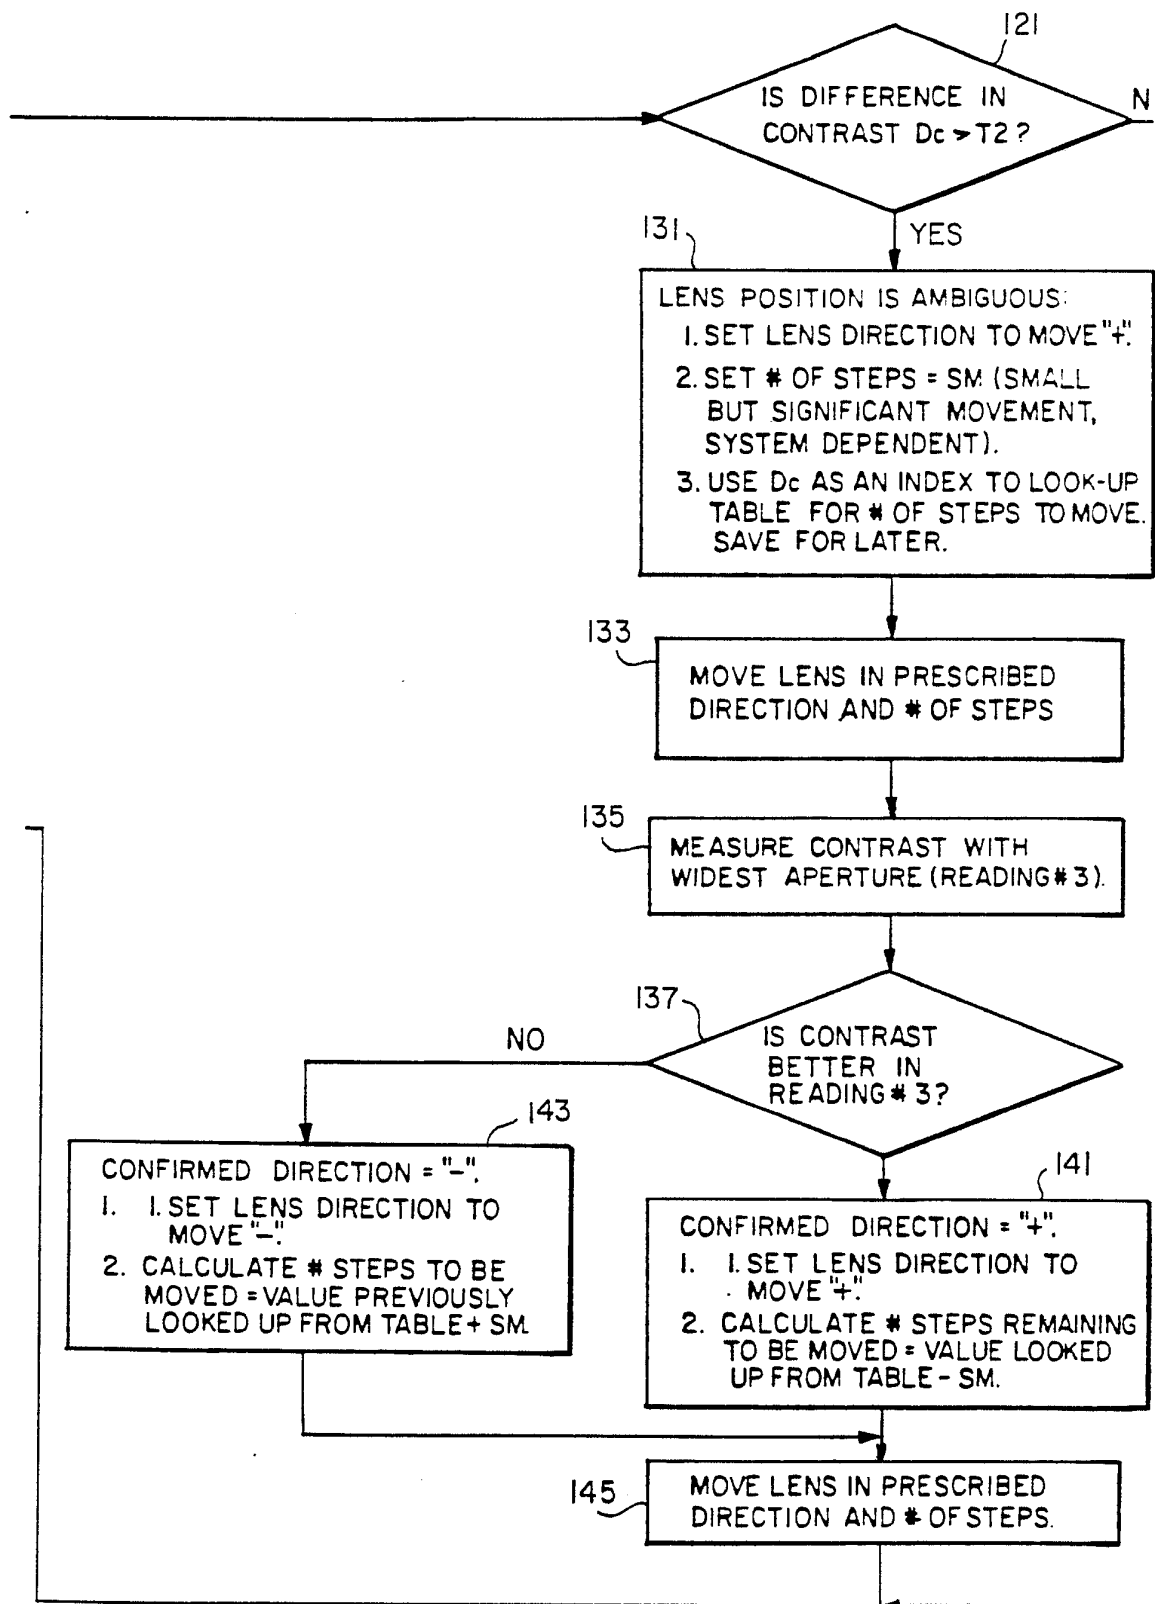 121
IS DIFFERENCE IN
CONTRAST Dc > T2?
N
YES
131
LENS POSITION IS AMBIGUOUS:
1. SET LENS DIRECTION TO MOVE "+".
2. SET # OF STEPS = SM (SMALL
BUT SIGNIFICANT MOVEMENT,
SYSTEM DEPENDENT).
3. USE Dc AS AN INDEX TO LOOK-UP
TABLE FOR # OF STEPS TO MOVE.
SAVE FOR LATER.
133
MOVE LENS IN PRESCRIBED
DIRECTION AND # OF STEPS
135
MEASURE CONTRAST WITH
WIDEST APERTURE (READING # 3).
137
IS CONTRAST
BETTER IN
READING # 3?
NO
143
CONFIRMED DIRECTION = "-".
1. 1. SET LENS DIRECTION TO
MOVE "-".
2. CALCULATE # STEPS TO BE
MOVED = VALUE PREVIOUSLY
LOOKED UP FROM TABLE + SM.
141
CONFIRMED DIRECTION = "+".
1. 1. SET LENS DIRECTION TO
MOVE "+".
2. CALCULATE # STEPS REMAINING
TO BE MOVED = VALUE LOOKED
UP FROM TABLE - SM.
145
MOVE LENS IN PRESCRIBED
DIRECTION AND # OF STEPS.